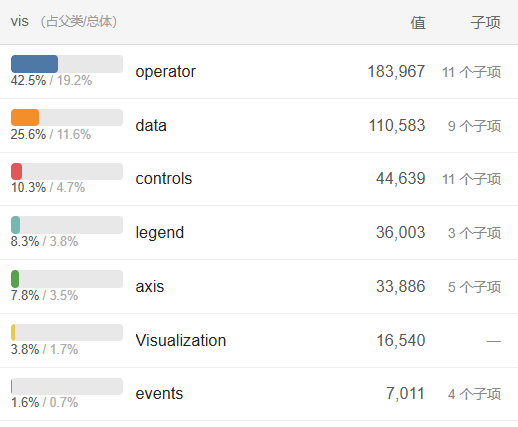 vis （占父类/总体） 值 子项
operator 183,967 11 个子项
42.5% / 19.2%
data 110,583 9 个子项
25.6% / 11.6%
controls 44,639 11 个子项
10.3% / 4.7%
legend 36,003 3 个子项
8.3% / 3.8%
axis 33,886 5 个子项
7.8% / 3.5%
Visualization 16,540 —
3.8% / 1.7%
events 7,011 4 个子项
1.6% / 0.7%